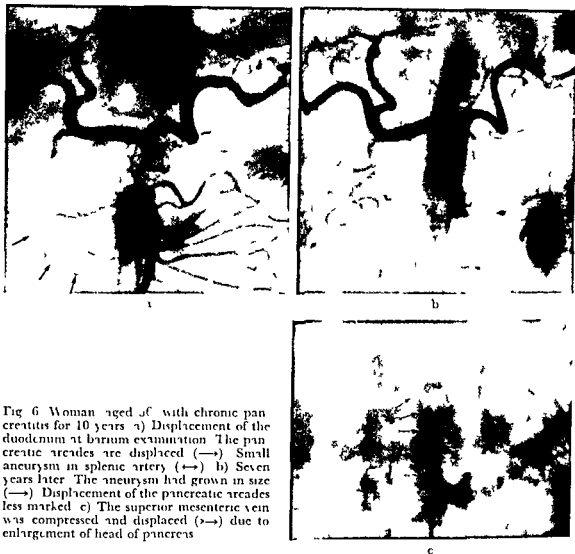 a
b
Fig 6 Woman aged with chronic pan
creatitis for 10 years a) Displacement of the
duodenum at barium examination The pan
creatic arcades are displaced (→) Small
aneurysm in splenic artery (↔) b) Seven
years later The aneurysm had grown in size
(→) Displacement of the pancreatic arcades
less marked c) The superior mesenteric vein
was compressed and displaced (>→) due to
enlargement of head of pancreas
c